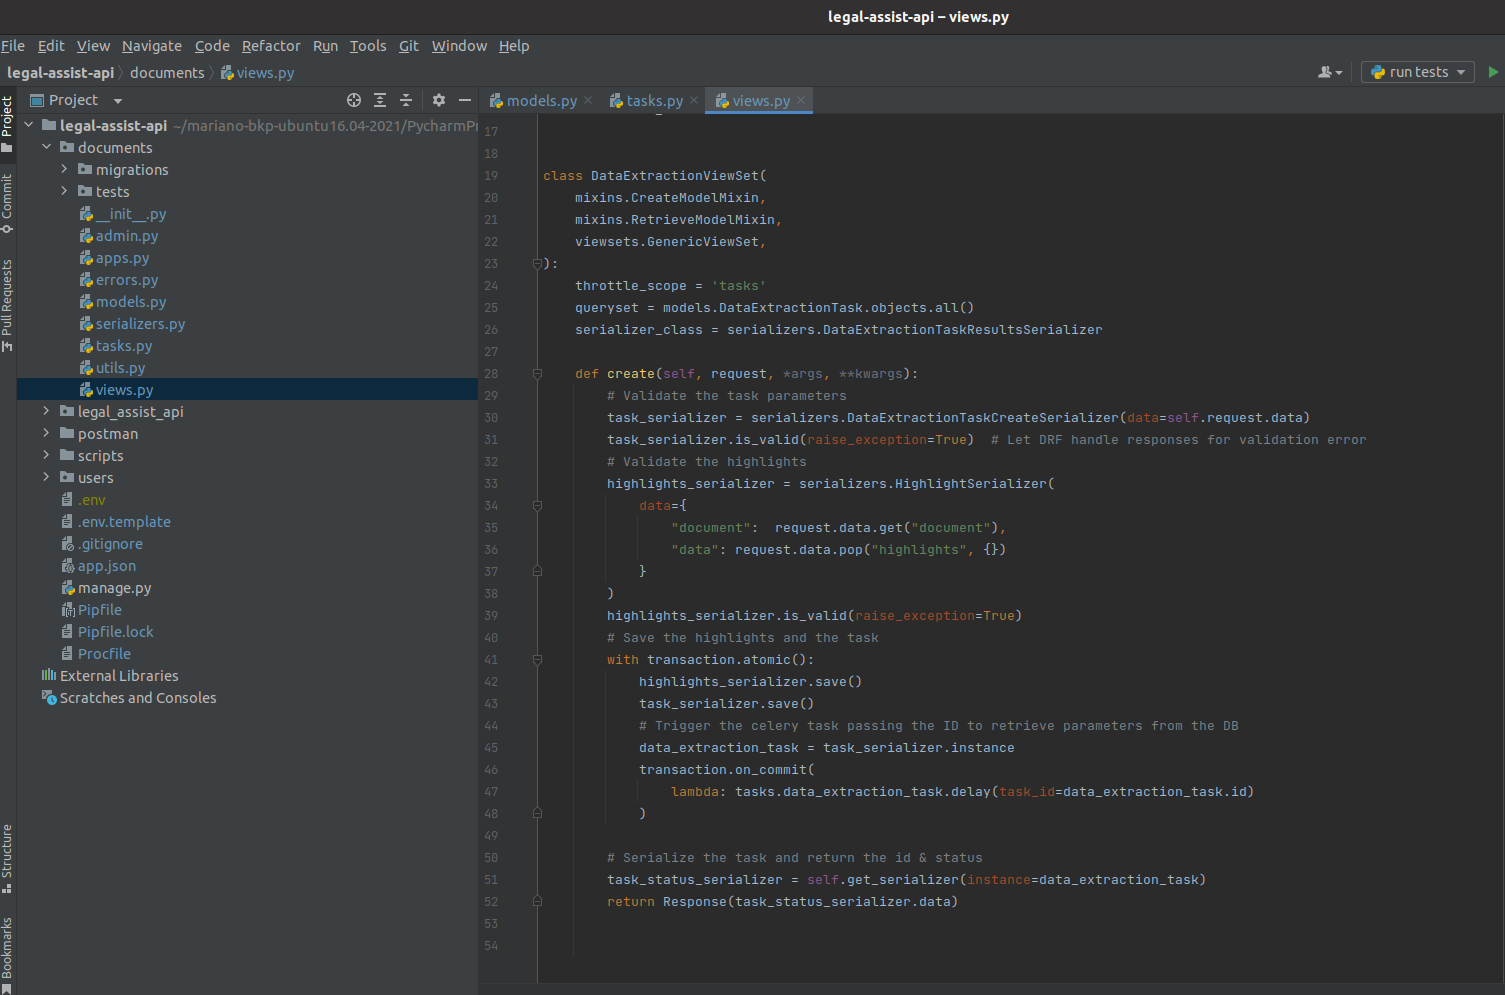 legal-assist-api – views.py
File Edit View Navigate Code Refactor Run Tools Git Window Help
legal-assist-api documents views.py
run tests
Project
models.py tasks.py views.py
Project
Commit
Pull Requests
Structure
Bookmarks
legal-assist-api ~/mariano-bkp-ubuntu16.04-2021/PycharmPr
documents
migrations
tests
__init__.py
admin.py
apps.py
errors.py
models.py
serializers.py
tasks.py
utils.py
views.py
legal_assist_api
postman
scripts
users
.env
.env.template
.gitignore
app.json
manage.py
Pipfile
Pipfile.lock
Procfile
External Libraries
Scratches and Consoles
17
18
19 class DataExtractionViewSet(
20 mixins.CreateModelMixin,
21 mixins.RetrieveModelMixin,
22 viewsets.GenericViewSet,
23 ):
24 throttle_scope = 'tasks'
25 queryset = models.DataExtractionTask.objects.all()
26 serializer_class = serializers.DataExtractionTaskResultsSerializer
27
28 def create(self, request, *args, **kwargs):
29 # Validate the task parameters
30 task_serializer = serializers.DataExtractionTaskCreateSerializer(data=self.request.data)
31 task_serializer.is_valid(raise_exception=True)  # Let DRF handle responses for validation error
32 # Validate the highlights
33 highlights_serializer = serializers.HighlightSerializer(
34 data={
35 "document":  request.data.get("document"),
36 "data": request.data.pop("highlights", {})
37 }
38 )
39 highlights_serializer.is_valid(raise_exception=True)
40 # Save the highlights and the task
41 with transaction.atomic():
42 highlights_serializer.save()
43 task_serializer.save()
44 # Trigger the celery task passing the ID to retrieve parameters from the DB
45 data_extraction_task = task_serializer.instance
46 transaction.on_commit(
47 lambda: tasks.data_extraction_task.delay(task_id=data_extraction_task.id)
48 )
49
50 # Serialize the task and return the id & status
51 task_status_serializer = self.get_serializer(instance=data_extraction_task)
52 return Response(task_status_serializer.data)
53
54